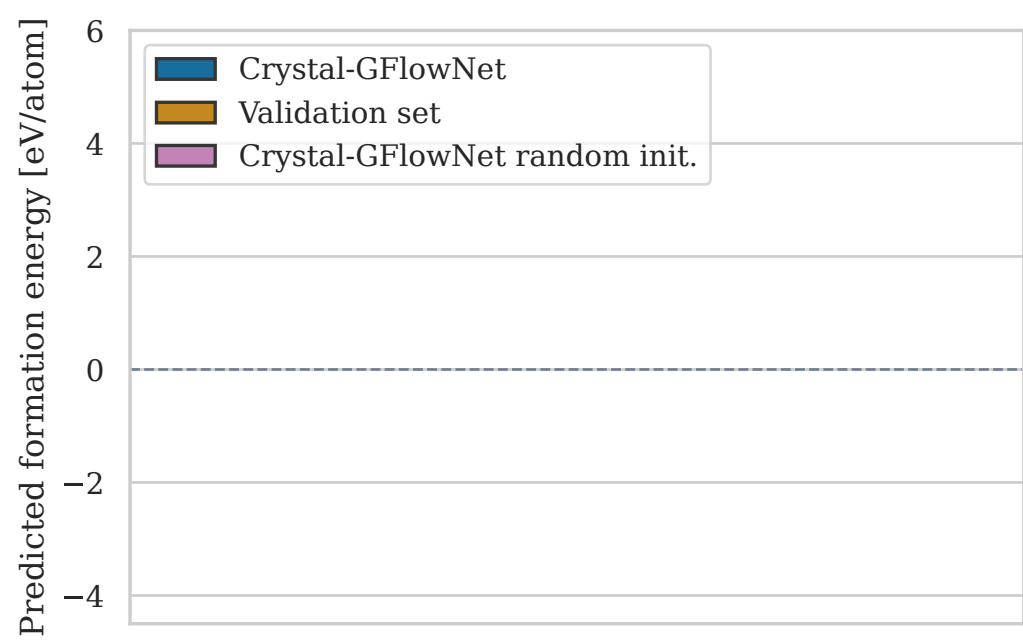 Predicted formation energy [eV/atom]
6
4
2
0
−2
−4
Crystal-GFlowNet
Validation set
Crystal-GFlowNet random init.